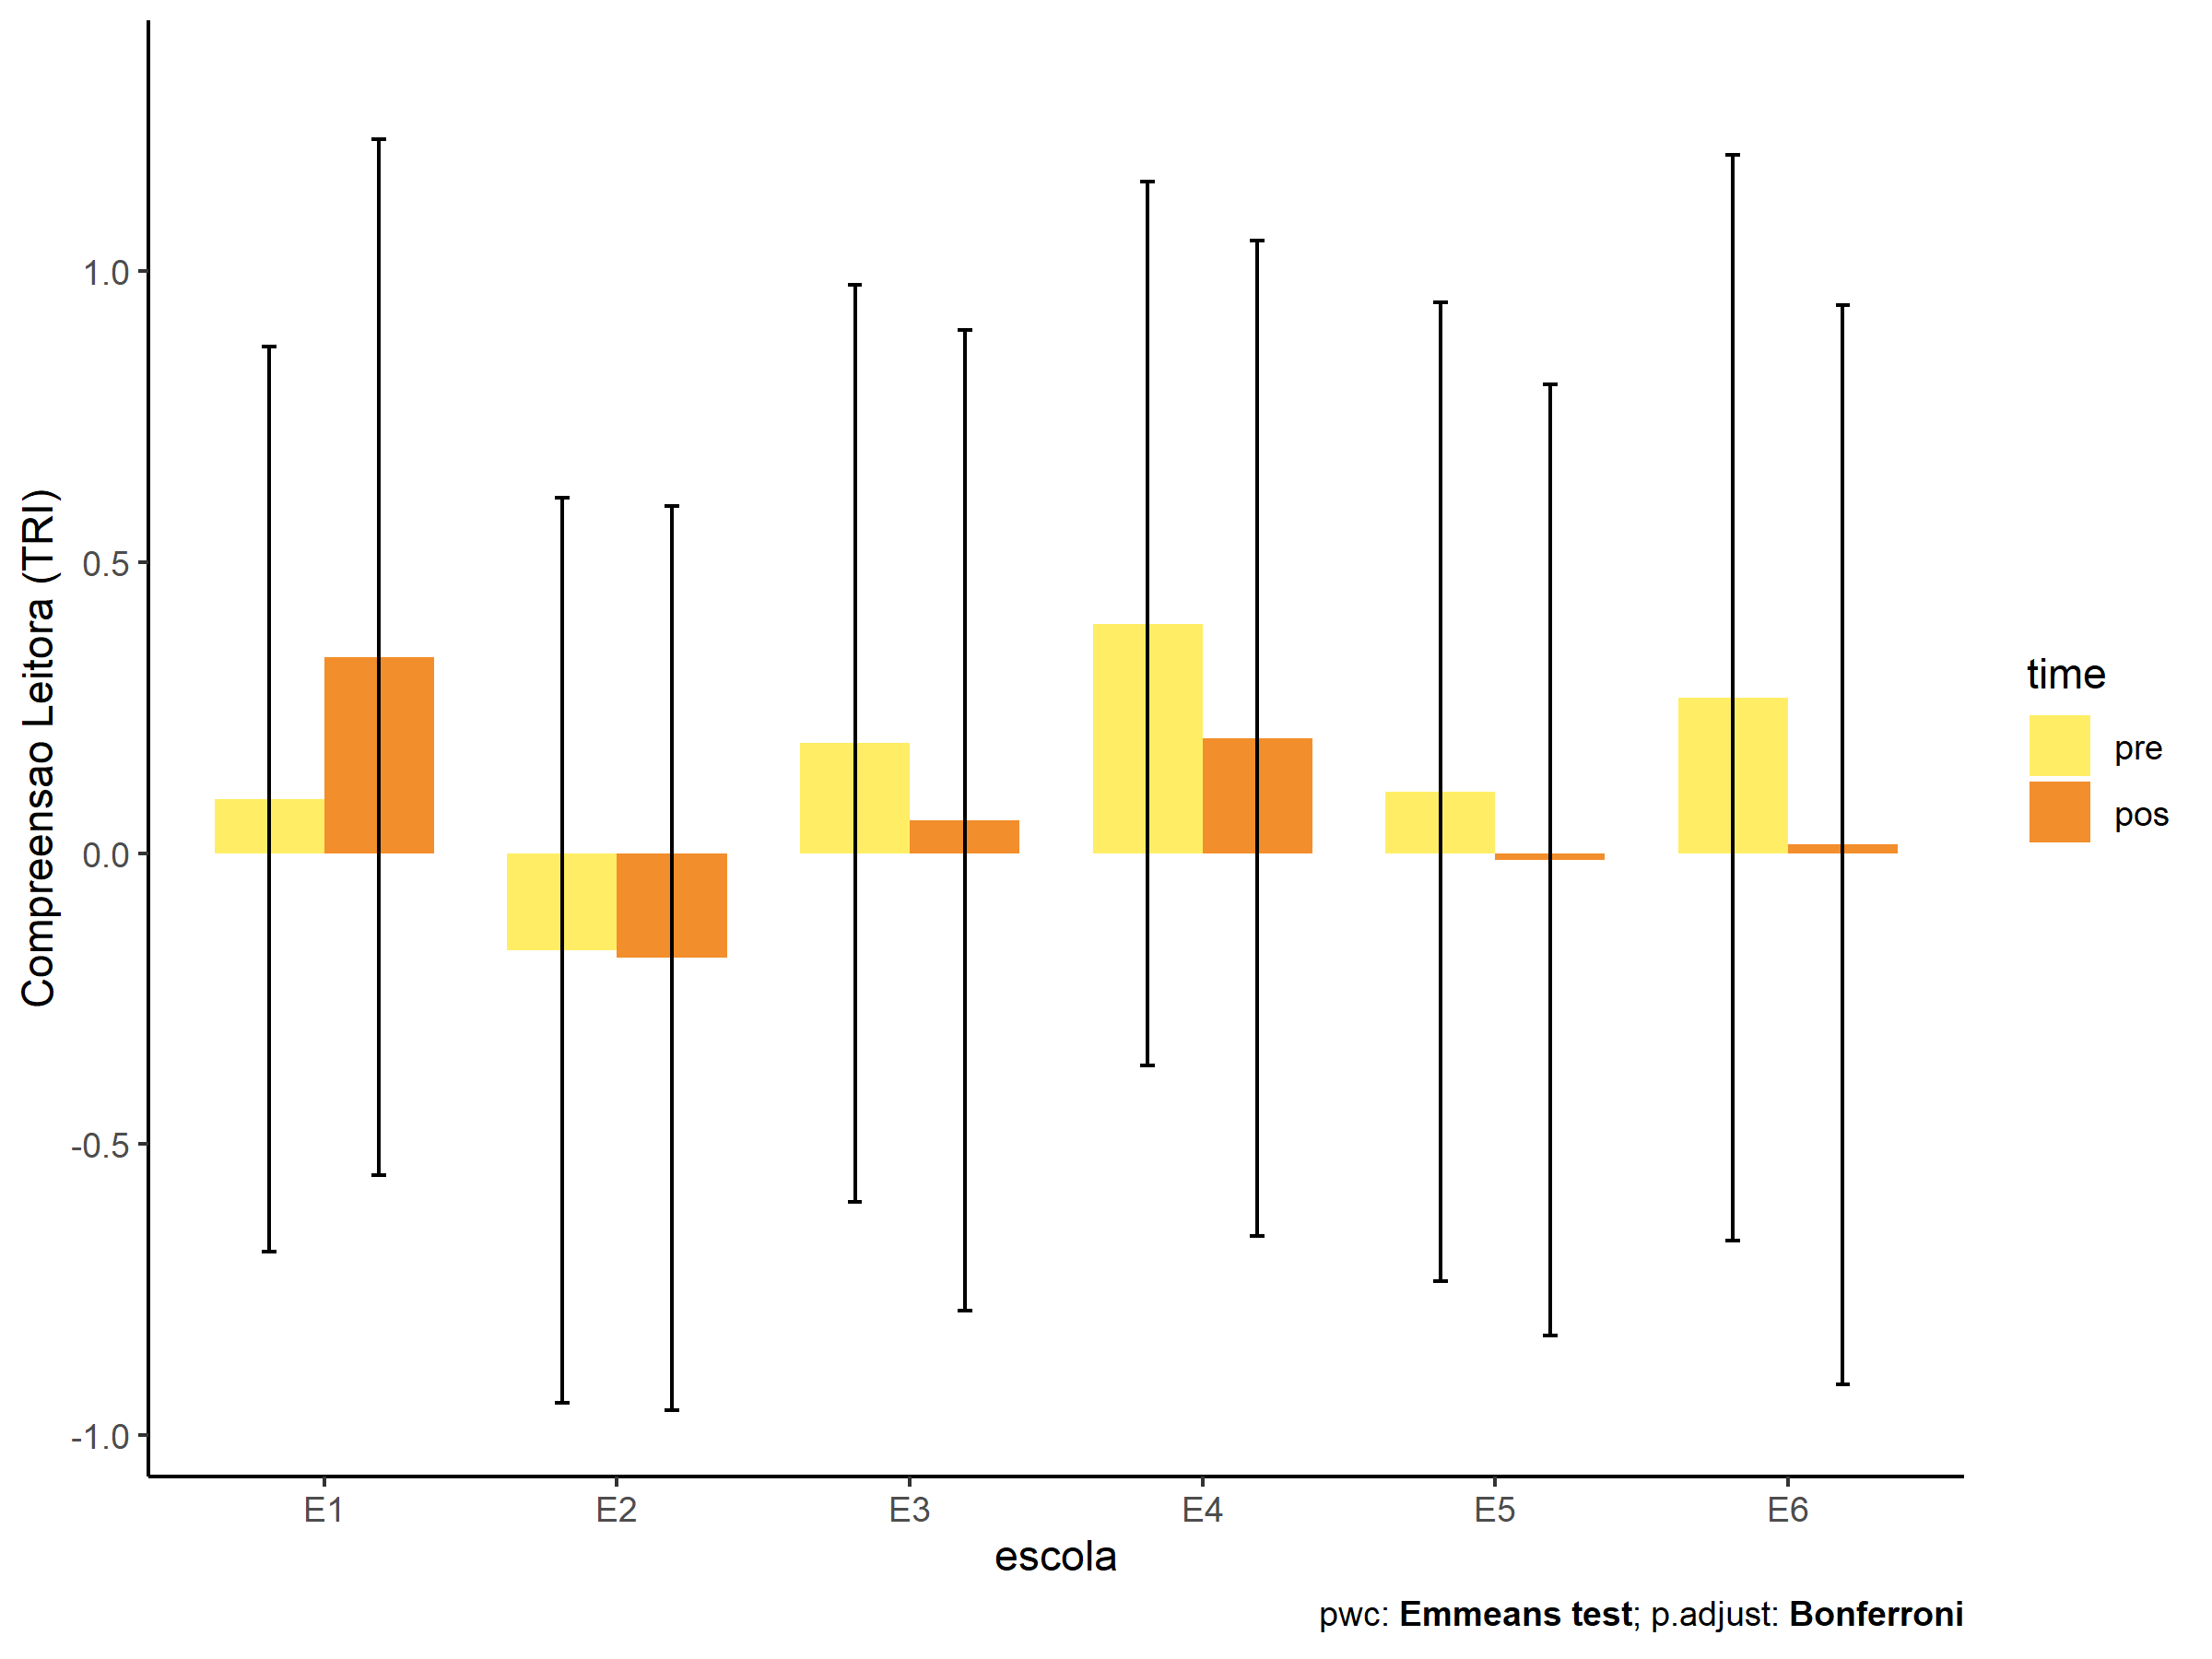 Compreensao Leitora (TRI)
1.0
0.5
0.0
-0.5
-1.0
E1 E2 E3 E4 E5 E6
escola
time
pre
pos
pwc: Emmeans test; p.adjust: Bonferroni